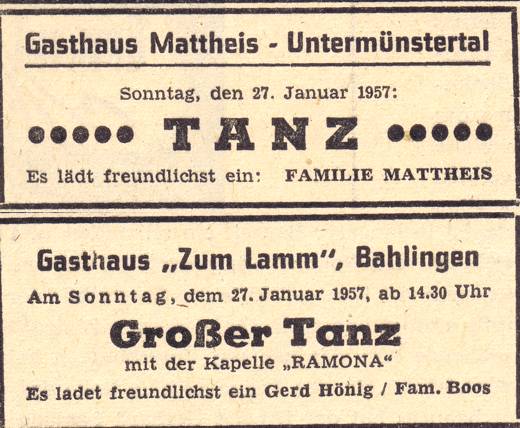 Gasthaus Mattheis - Untermünstertal
Sonntag, den 27. Januar 1957:
••••• TANZ •••••
Es lädt freundlichst ein: FAMILIE MATTHEIS
Gasthaus „Zum Lamm“, Bahlingen
Am Sonntag, dem 27. Januar 1957, ab 14.30 Uhr
Großer Tanz
mit der Kapelle „RAMONA“
Es ladet freundlichst ein Gerd Hönig / Fam. Boos